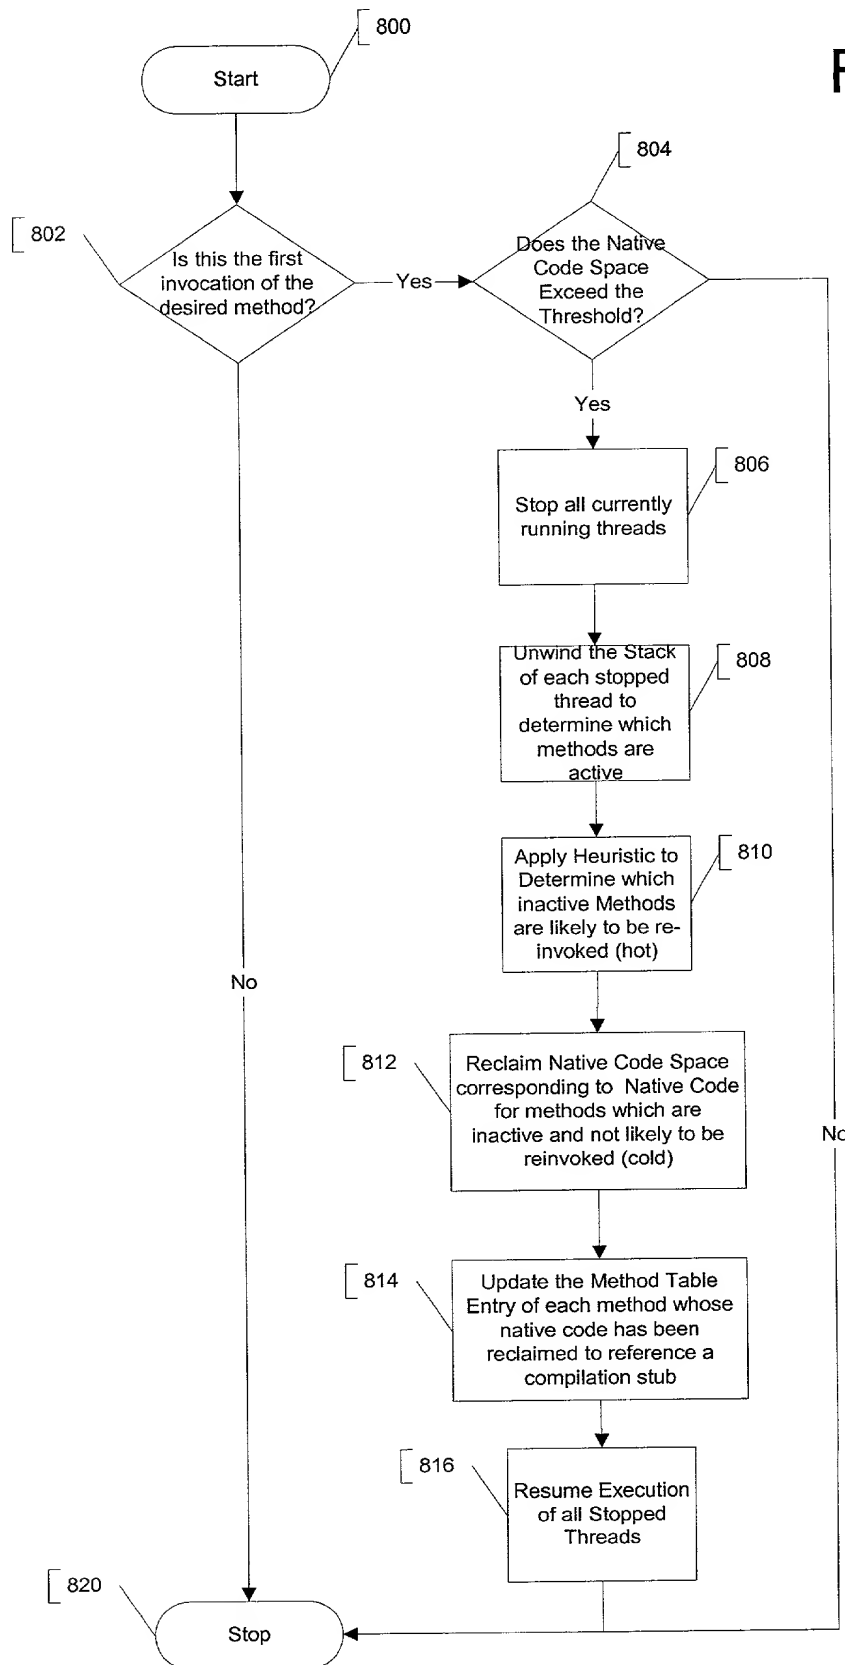 800
Start
F
804
802
Is this the first
invocation of the
desired method?
Yes
Does the Native
Code Space
Exceed the
Threshold?
Yes
806
Stop all currently
running threads
808
Unwind the Stack
of each stopped
thread to
determine which
methods are
active
810
Apply Heuristic to
Determine which
inactive Methods
are likely to be re-
invoked (hot)
No
812
Reclaim Native Code Space
corresponding to Native Code
for methods which are
inactive and not likely to be
reinvoked (cold)
No
814
Update the Method Table
Entry of each method whose
native code has been
reclaimed to reference a
compilation stub
816
Resume Execution
of all Stopped
Threads
820
Stop